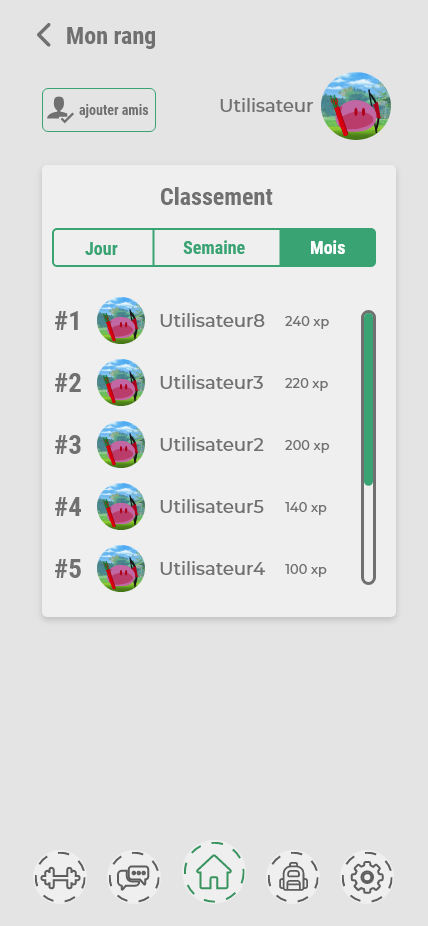 Mon rang
ajouter amis
Utilisateur
Classement
Jour Semaine Mois
#1 Utilisateur8 240 xp
#2 Utilisateur3 220 xp
#3 Utilisateur2 200 xp
#4 Utilisateur5 140 xp
#5 Utilisateur4 100 xp